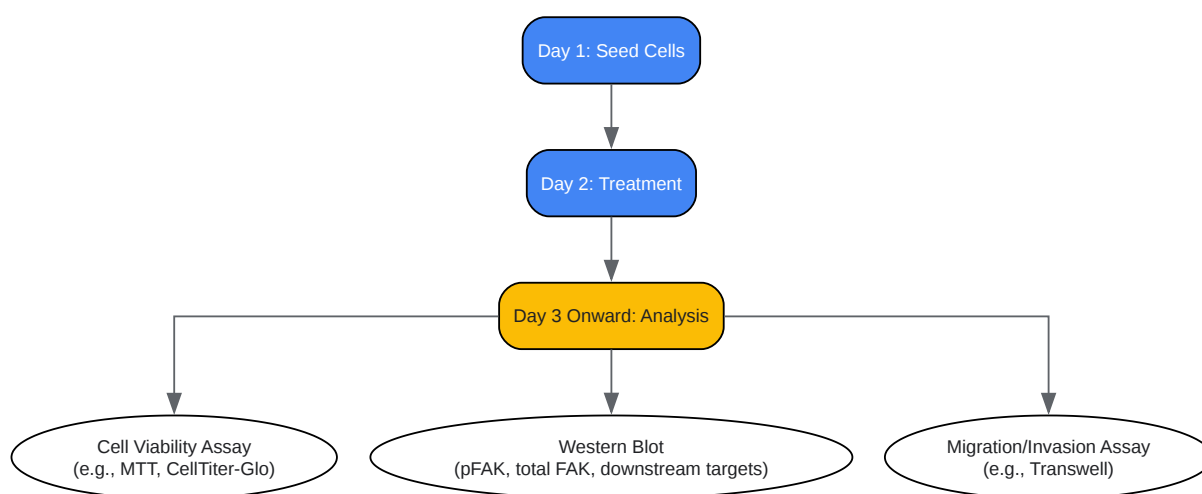 Day 1: Seed Cells
Day 2: Treatment
Day 3 Onward: Analysis
Cell Viability Assay
(e.g., MTT, CellTiter-Glo)
Western Blot
(pFAK, total FAK, downstream targets)
Migration/Invasion Assay
(e.g., Transwell)